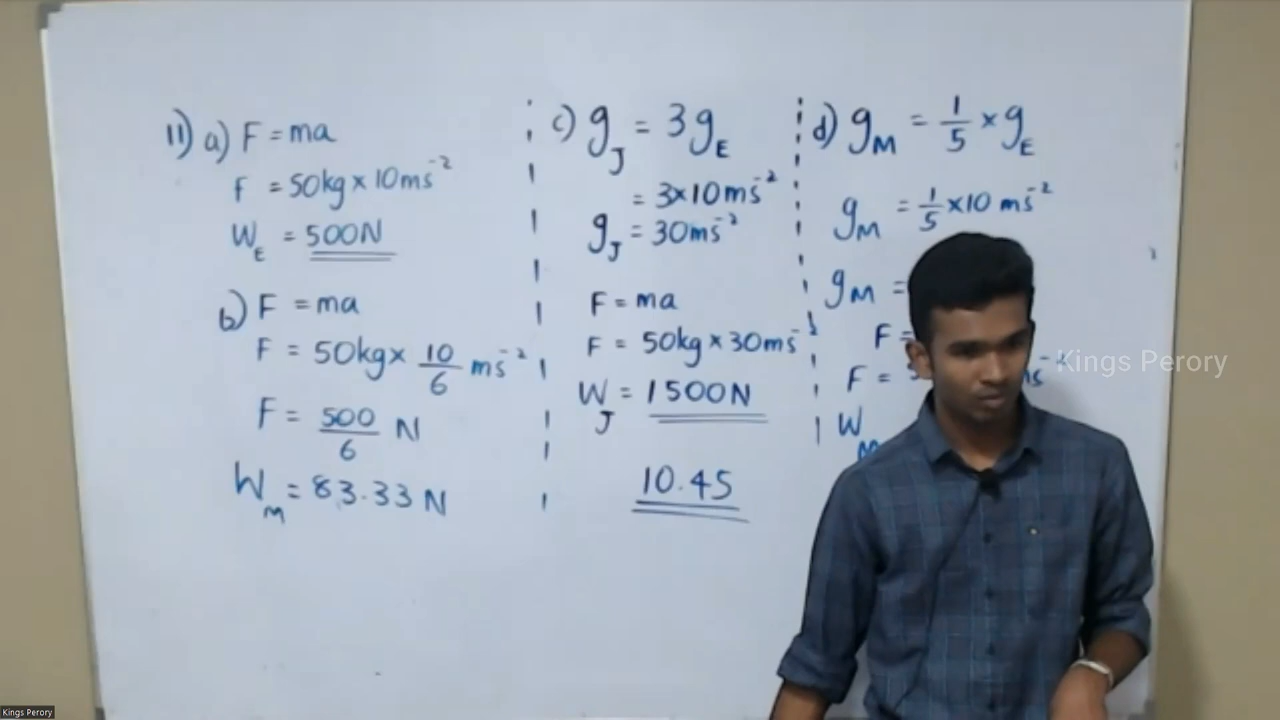 11) a) F = ma
F = 50kg × 10ms⁻²
W_E = 500N
b) F = ma
F = 50kg × 10/6 ms⁻²
F = 500/6 N
W_m = 83.33 N
c) g_J = 3g_E
= 3×10ms⁻²
g_J = 30ms⁻²
F = ma
F = 50kg × 30ms⁻²
W_J = 1500N
10.45
d) g_M = 1/5 × g_E
g_M = 1/5 ×10 ms⁻²
g_M =
F =
F =
W
Kings Perory
Kings Perory